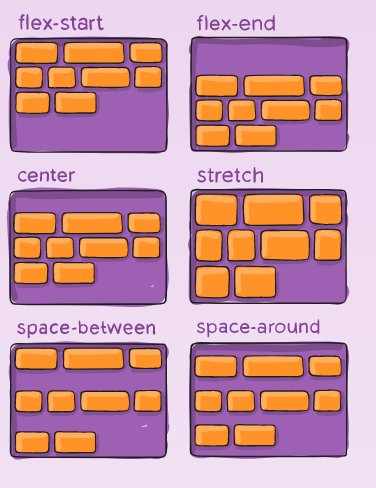 flex-start
flex-end
center
stretch
space-between
space-around